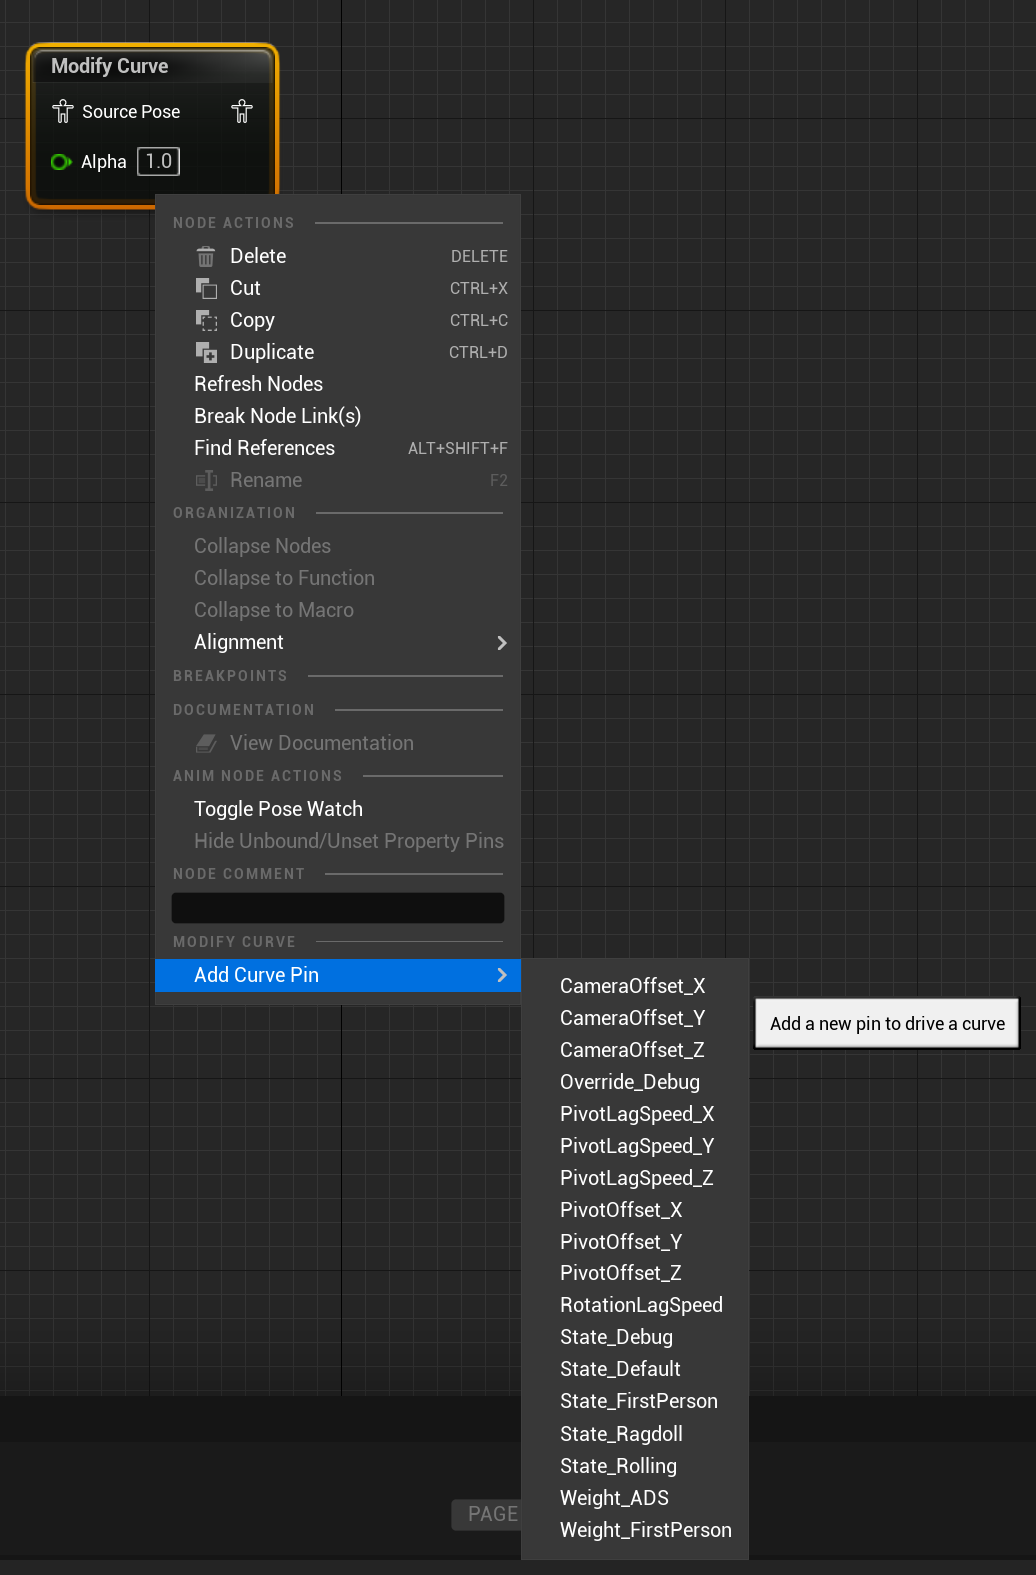 Modify Curve
Source Pose
Alpha 1.0
NODE ACTIONS
Delete DELETE
Cut CTRL+X
Copy CTRL+C
Duplicate CTRL+D
Refresh Nodes
Break Node Link(s)
Find References ALT+SHIFT+F
Rename F2
ORGANIZATION
Collapse Nodes
Collapse to Function
Collapse to Macro
Alignment
BREAKPOINTS
DOCUMENTATION
View Documentation
ANIM NODE ACTIONS
Toggle Pose Watch
Hide Unbound/Unset Property Pins
NODE COMMENT
MODIFY CURVE
Add Curve Pin
CameraOffset_X
CameraOffset_Y
CameraOffset_Z
Override_Debug
PivotLagSpeed_X
PivotLagSpeed_Y
PivotLagSpeed_Z
PivotOffset_X
PivotOffset_Y
PivotOffset_Z
RotationLagSpeed
State_Debug
State_Default
State_FirstPerson
State_Ragdoll
State_Rolling
Weight_ADS
Weight_FirstPerson
Add a new pin to drive a curve
PAGE